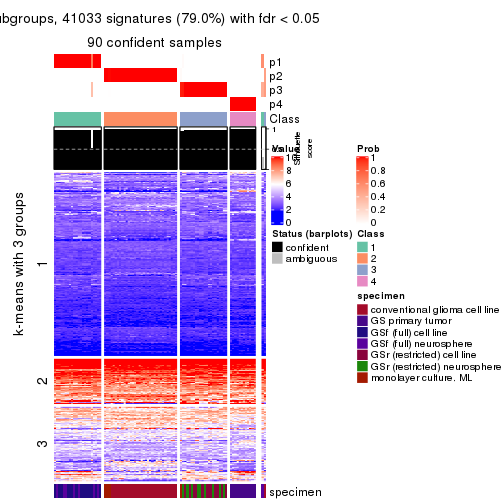 ubgroups, 41033 signatures (79.0%) with fdr < 0.05
90 confident samples
p1
p2
p3
p4
Class
1
Silhouette
score
Value
10
8
6
4
2
0
Prob
1
0.8
0.6
0.4
0.2
0
Status (barplots)
confident
ambiguous
Class
1
2
3
4
specimen
conventional glioma cell line
GS primary tumor
GSf (full) cell line
GSf (full) neurosphere
GSr (restricted) cell line
GSr (restricted) neurosphere
monolayer culture. ML
k-means with 3 groups
1
2
3
specimen